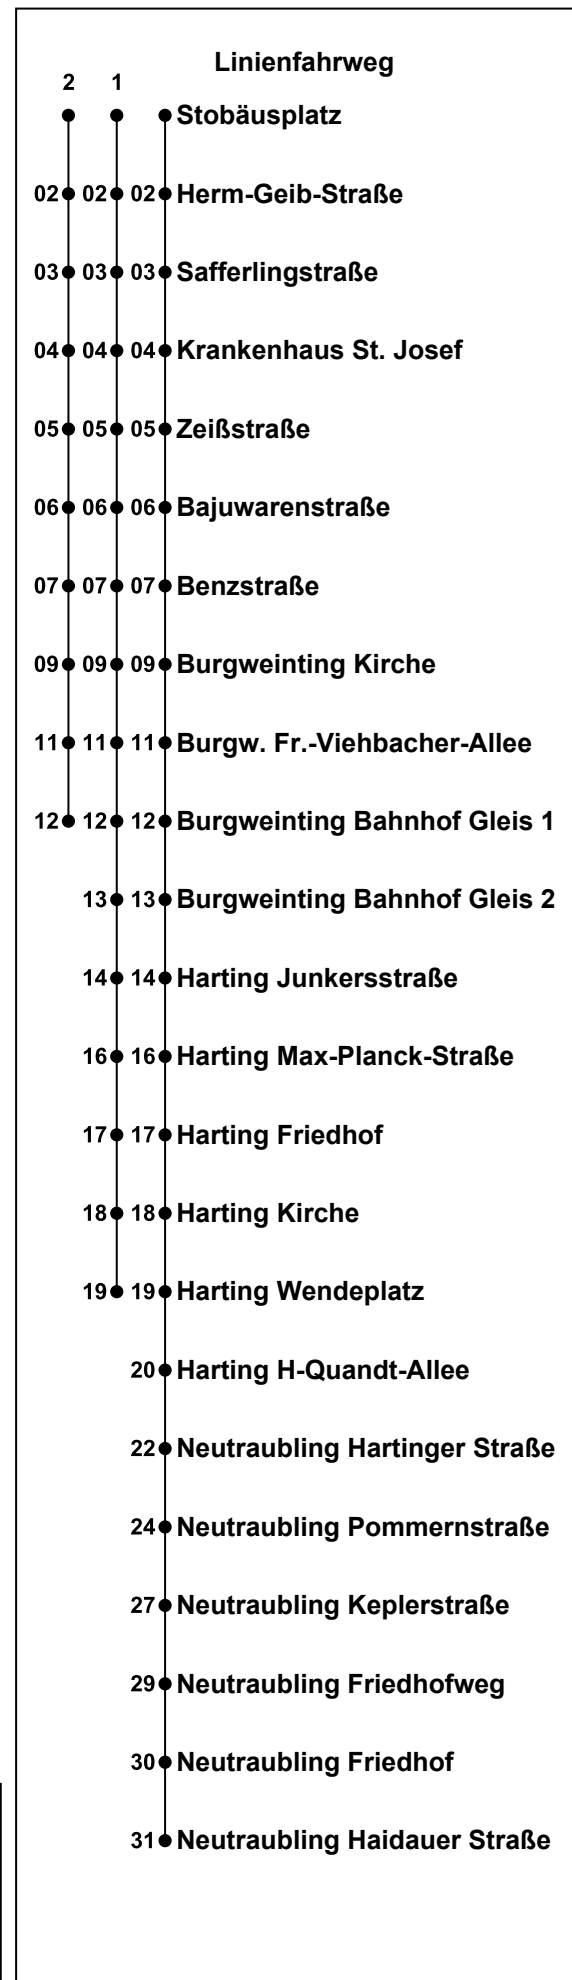 Linienfahrweg
2 1
Stobäusplatz
02 02 02 Herm-Geib-Straße
03 03 03 Safferlingstraße
04 04 04 Krankenhaus St. Josef
05 05 05 Zeißstraße
06 06 06 Bajuwarenstraße
07 07 07 Benzstraße
09 09 09 Burgweinting Kirche
11 11 11 Burgw. Fr.-Viehbacher-Allee
12 12 12 Burgweinting Bahnhof Gleis 1
13 13 Burgweinting Bahnhof Gleis 2
14 14 Harting Junkersstraße
16 16 Harting Max-Planck-Straße
17 17 Harting Friedhof
18 18 Harting Kirche
19 19 Harting Wendeplatz
20 Harting H-Quandt-Allee
22 Neutraubling Hartinger Straße
24 Neutraubling Pommernstraße
27 Neutraubling Keplerstraße
29 Neutraubling Friedhofweg
30 Neutraubling Friedhof
31 Neutraubling Haidauer Straße